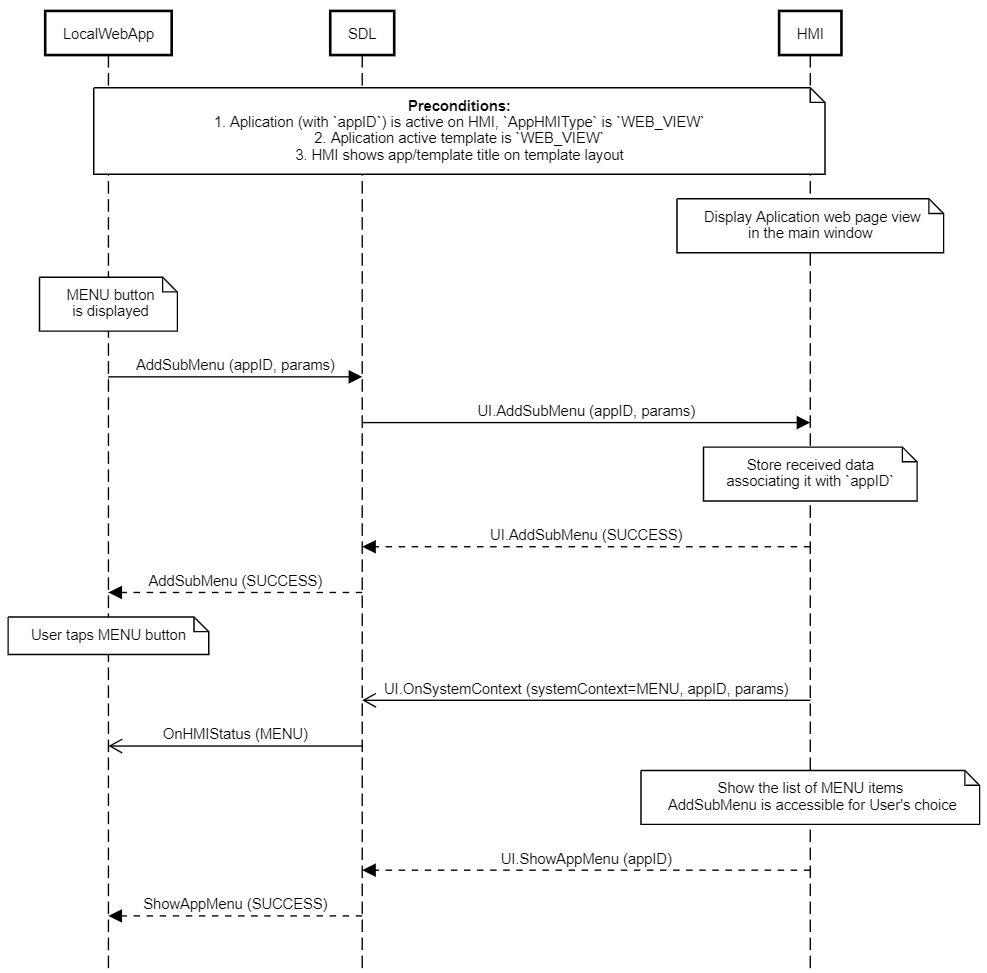 LocalWebApp
SDL
HMI
Preconditions:
1. Aplication (with `appID`) is active on HMI, `AppHMIType` is `WEB_VIEW`
2. Aplication active template is `WEB_VIEW`
3. HMI shows app/template title on template layout
Display Aplication web page view
in the main window
MENU button
is displayed
AddSubMenu (appID, params)
UI.AddSubMenu (appID, params)
Store received data
associating it with `appID`
UI.AddSubMenu (SUCCESS)
AddSubMenu (SUCCESS)
User taps MENU button
UI.OnSystemContext (systemContext=MENU, appID, params)
OnHMIStatus (MENU)
Show the list of MENU items
AddSubMenu is accessible for User's choice
UI.ShowAppMenu (appID)
ShowAppMenu (SUCCESS)